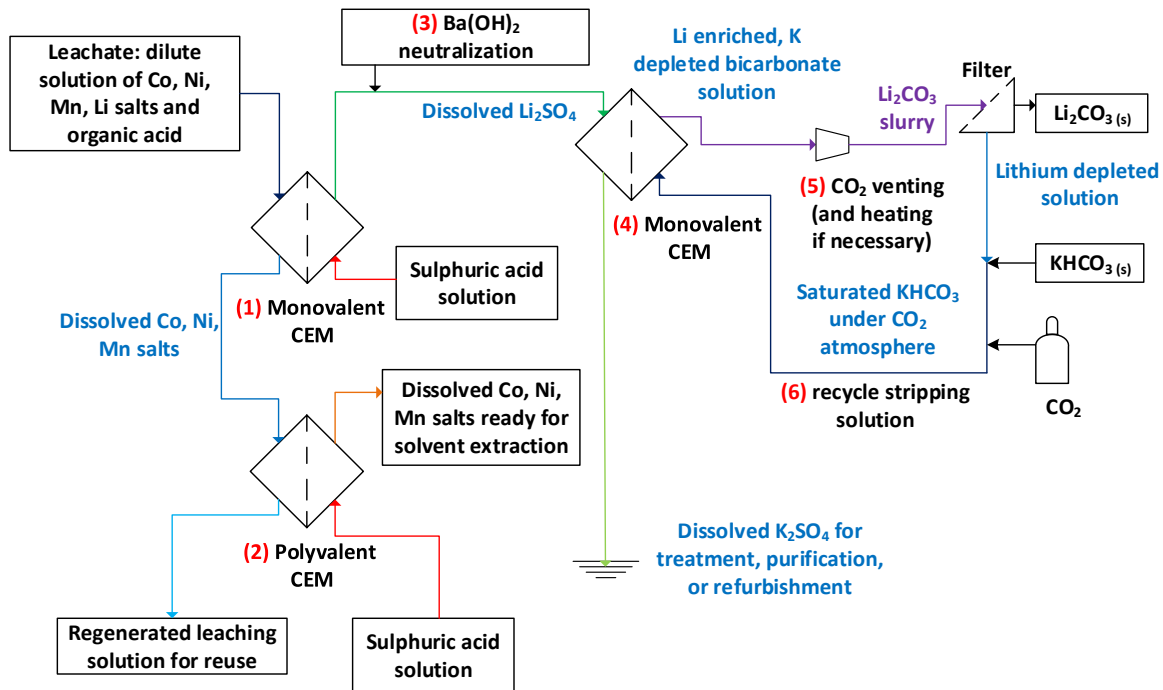 Leachate: dilute
solution of Co, Ni,
Mn, Li salts and
organic acid
(3) Ba(OH)2
neutralization
Dissolved Li2SO4
Li enriched, K
depleted bicarbonate
solution
Li2CO3
slurry
Filter
Li2CO3 (s)
Lithium depleted
solution
(5) CO2 venting
(and heating
if necessary)
(4) Monovalent
CEM
KHCO3 (s)
Sulphuric acid
solution
(1) Monovalent
CEM
Dissolved Co, Ni,
Mn salts
Saturated KHCO3
under CO2
atmosphere
(6) recycle stripping
solution
CO2
Dissolved Co, Ni,
Mn salts ready for
solvent extraction
(2) Polyvalent
CEM
Dissolved K2SO4 for
treatment, purification,
or refurbishment
Regenerated leaching
solution for reuse
Sulphuric acid
solution